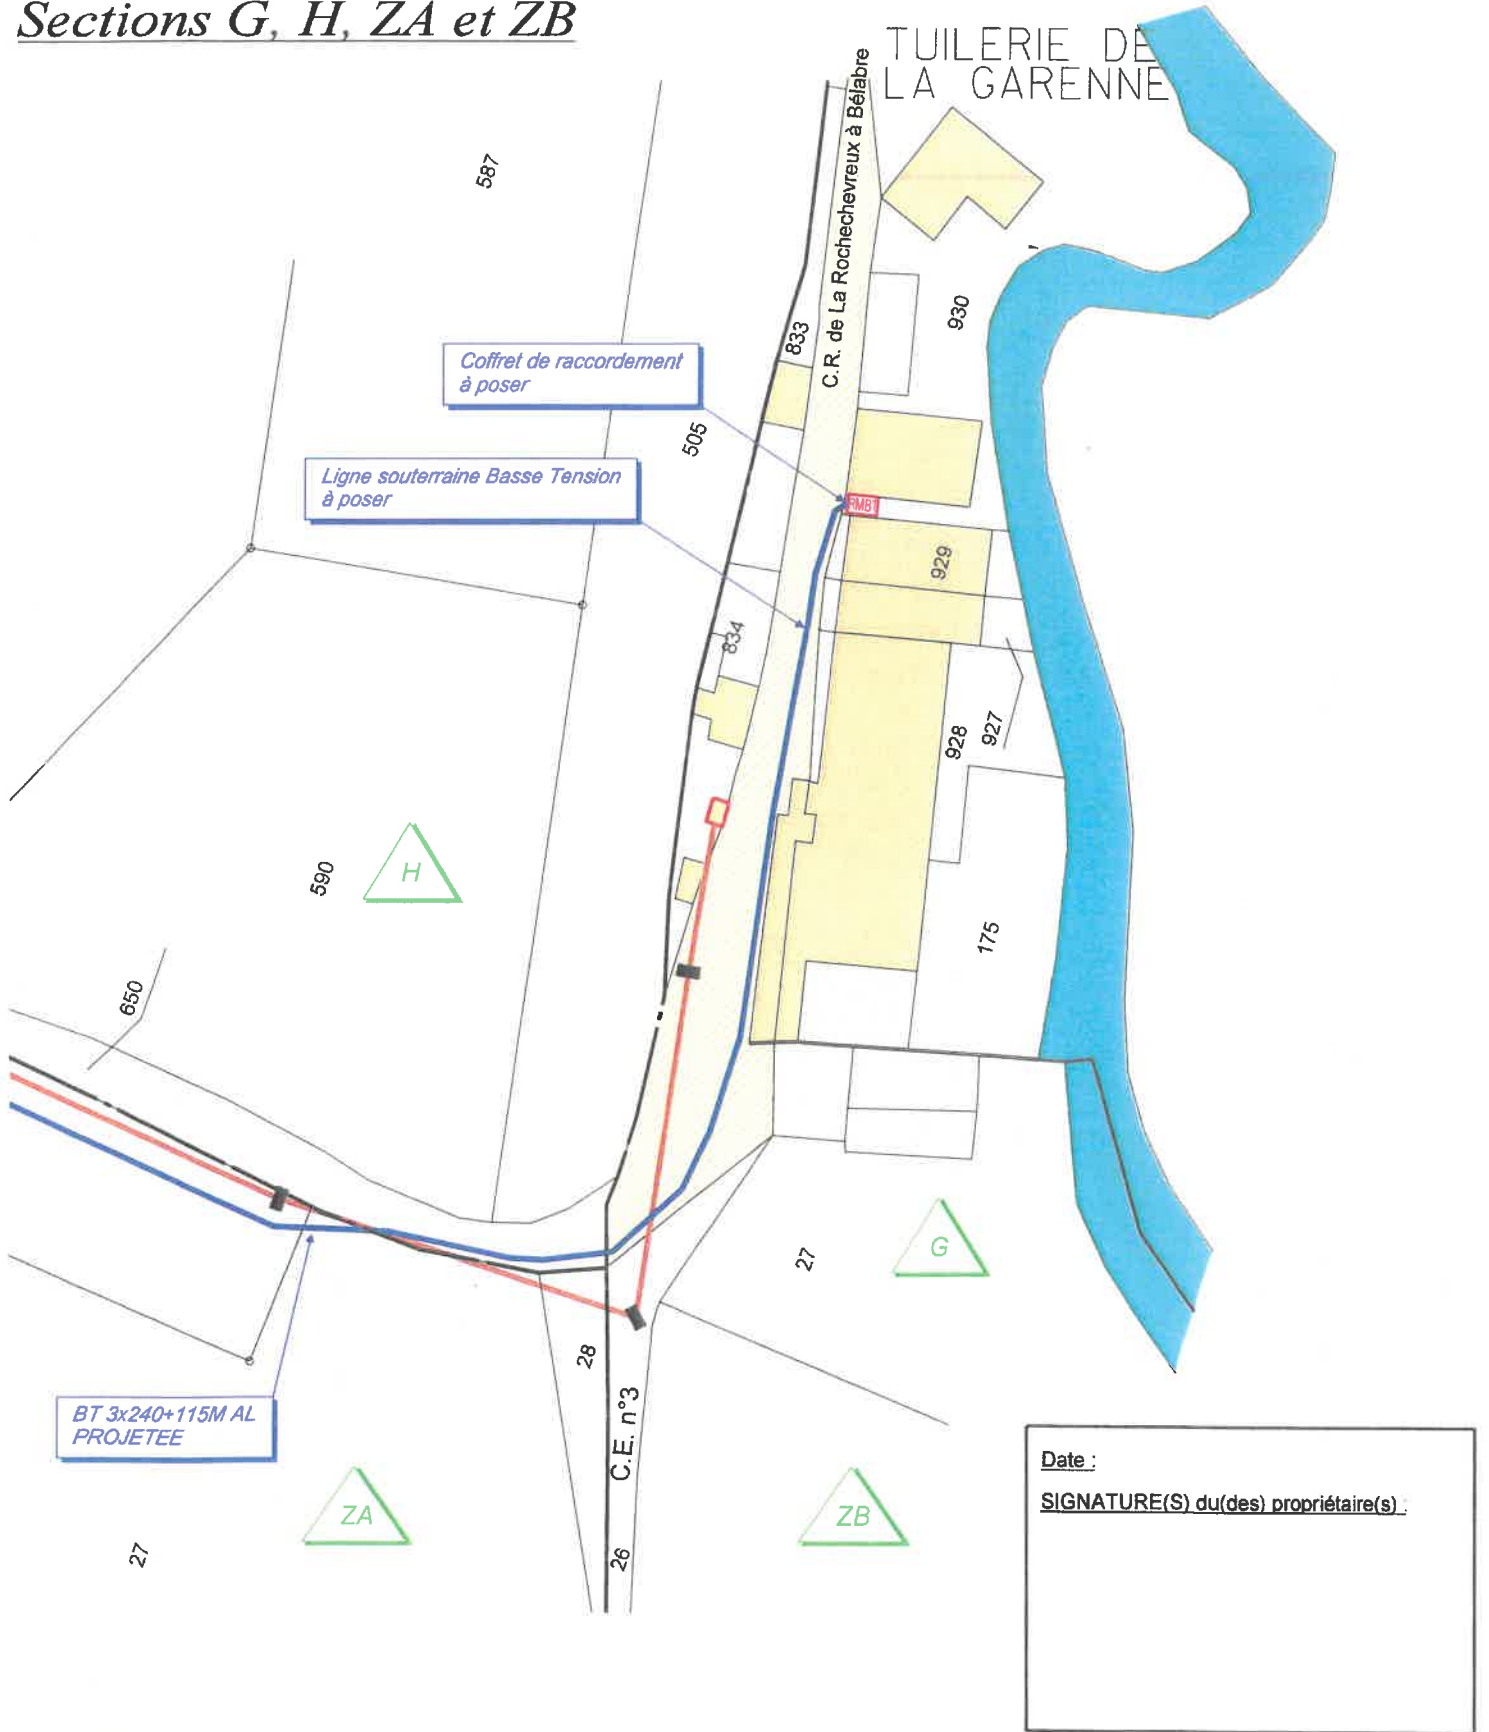 Sections G, H, ZA et ZB
TUILERIE DE
LA GARENNE
587
C.R. de La Rochechevreux à Bélabre
930
833
Coffret de raccordement
à poser
505
Ligne souterraine Basse Tension
à poser
RMBT
929
834
928
927
590
H
175
650
27
G
28
C.E. n°3
BT 3x240+115M AL
PROJETEE
ZA
ZB
27
26
Date :
SIGNATURE(S) du(des) propriétaire(s) :